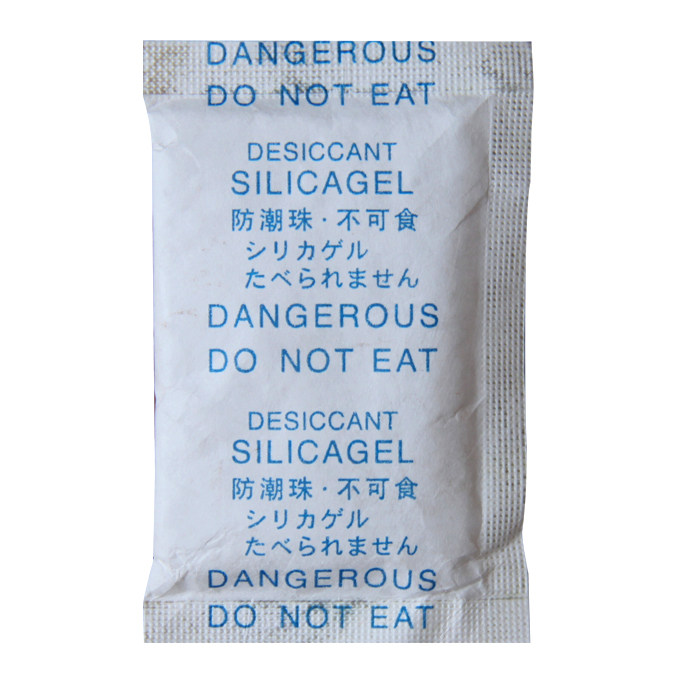 DANGEROUS
DO NOT EAT
DESICCANT
SILICAGEL
防潮珠·不可食
シリカゲル
たべられません
DANGEROUS
DO NOT EAT
DESICCANT
SILICAGEL
防潮珠·不可食
シリカゲル
たべられません
DANGEROUS
DO NOT EAT